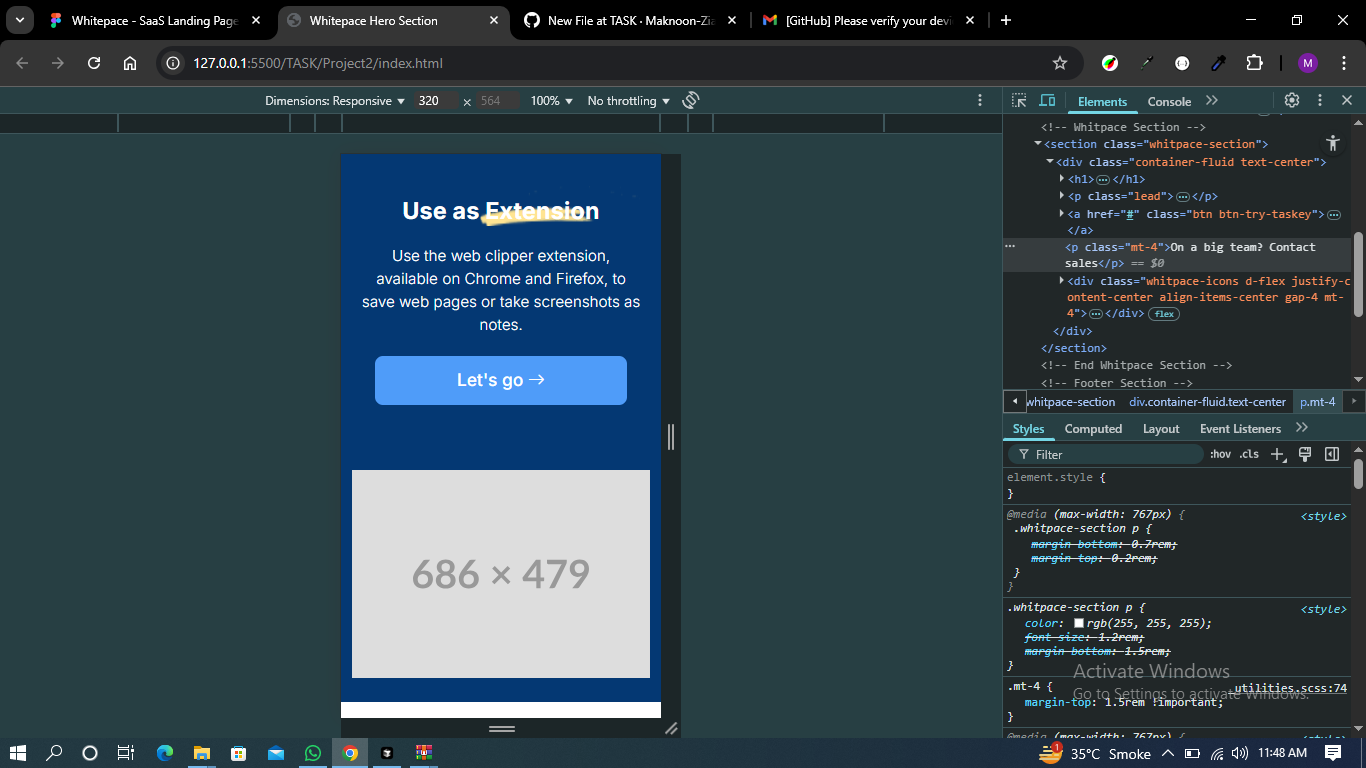 Whitepace - SaaS Landing Page
Whitepace Hero Section
New File at TASK · Maknoon-Zia
[GitHub] Please verify your devi
127.0.0.1:5500/TASK/Project2/index.html
M
Dimensions: Responsive
320
×
564
100%
No throttling
Elements
Console
<!-- Whitpace Section -->
<section class="whitpace-section">
<div class="container-fluid text-center">
<h1>…</h1>
<p class="lead">…</p>
<a href="#" class="btn btn-try-taskey">…
</a>
<p class="mt-4">On a big team? Contact
sales</p> == $0
<div class="whitpace-icons d-flex justify-c
ontent-center align-items-center gap-4 mt-
4">…</div> flex
</div>
</section>
<!-- End Whitpace Section -->
<!-- Footer Section -->
whitpace-section
div.container-fluid.text-center
p.mt-4
Styles
Computed
Layout
Event Listeners
Filter
:hov
.cls
element.style {
}
@media (max-width: 767px) {
<style>
.whitpace-section p {
margin-bottom: 0.7rem;
margin-top: 0.2rem;
}
}
.whitpace-section p {
<style>
color: rgb(255, 255, 255);
font-size: 1.2rem;
margin-bottom: 1.5rem;
}
.mt-4 {
_utilities.scss:74
margin-top: 1.5rem !important;
}
@media (max-width: 767px) {
<style>
Activate Windows
Go to Settings to activate Windows.
Use as Extension
Use the web clipper extension,
available on Chrome and Firefox, to
save web pages or take screenshots as
notes.
Let's go →
686 × 479
1
35°C Smoke
11:48 AM